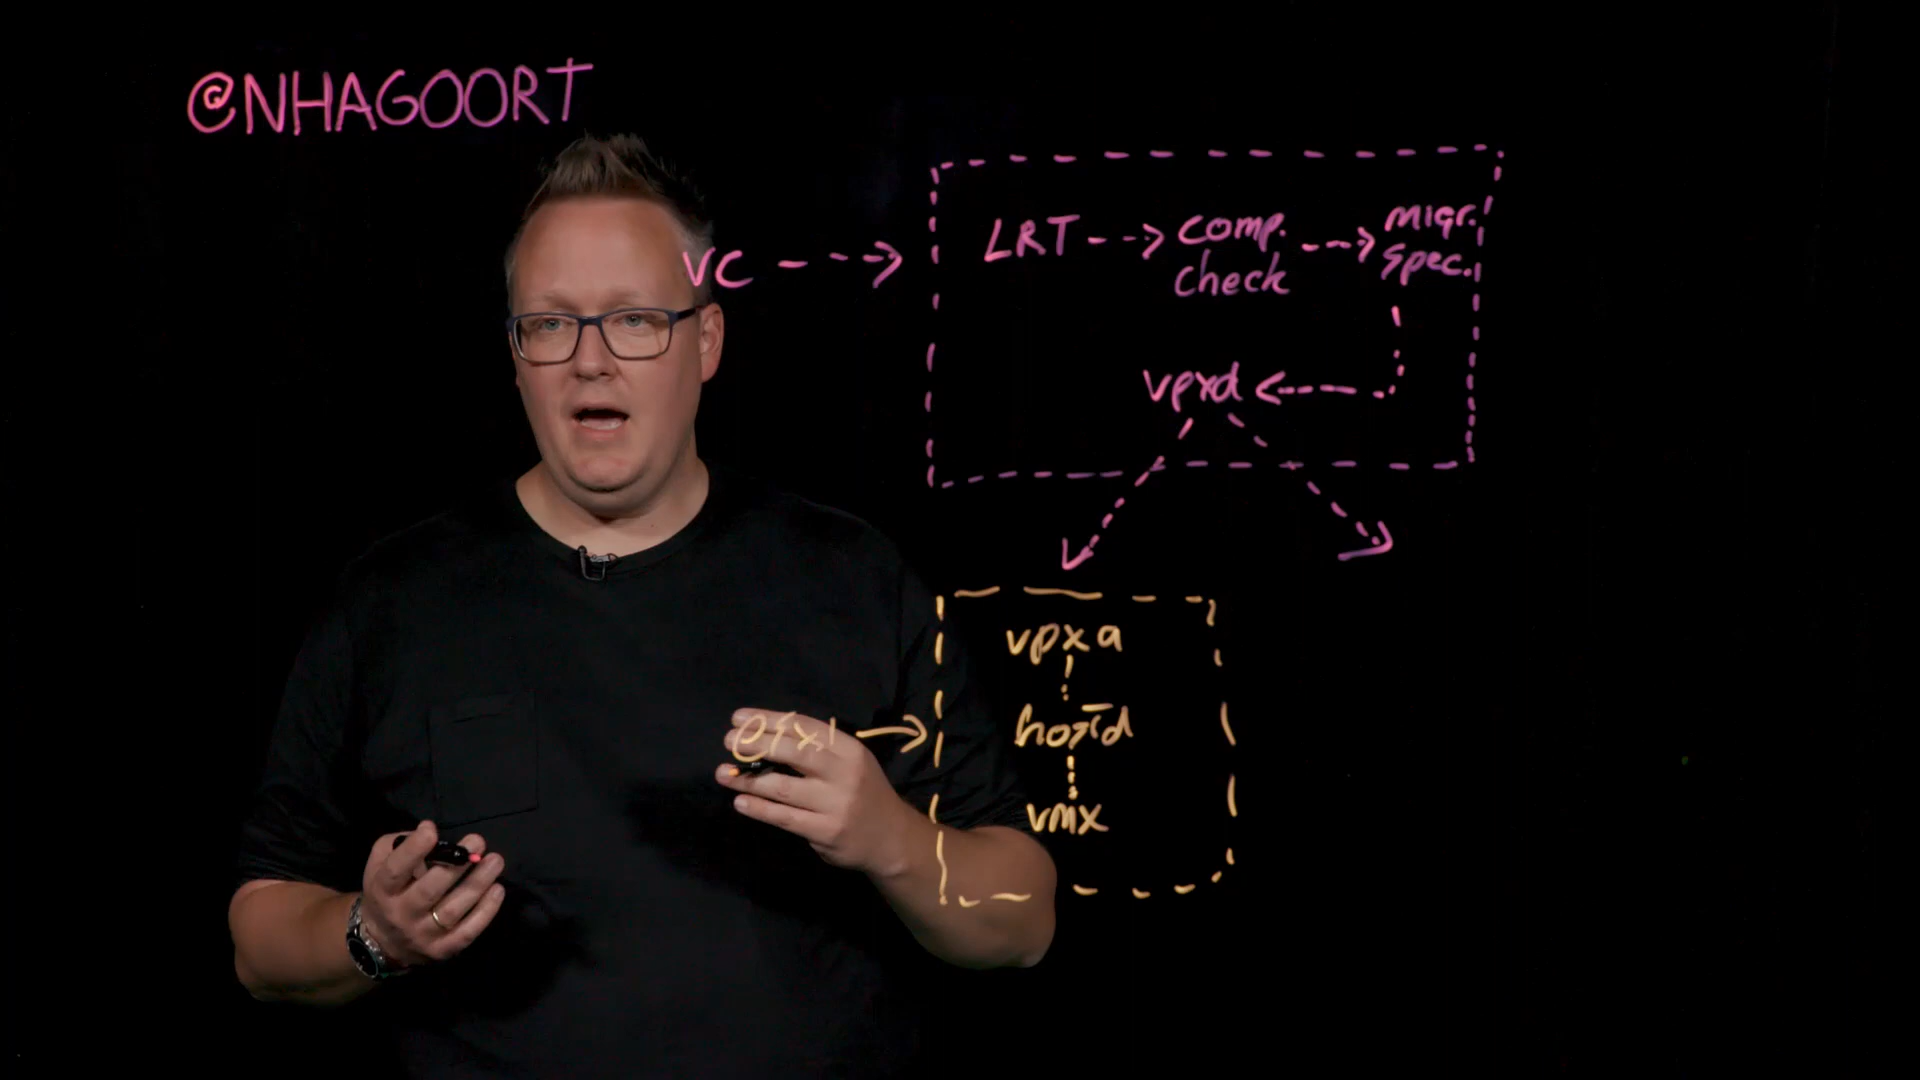 @NHAGOORT
VC
LRT
comp.
check
migr.
spec.
vpxd
vpxa
esxi
hostd
vmx